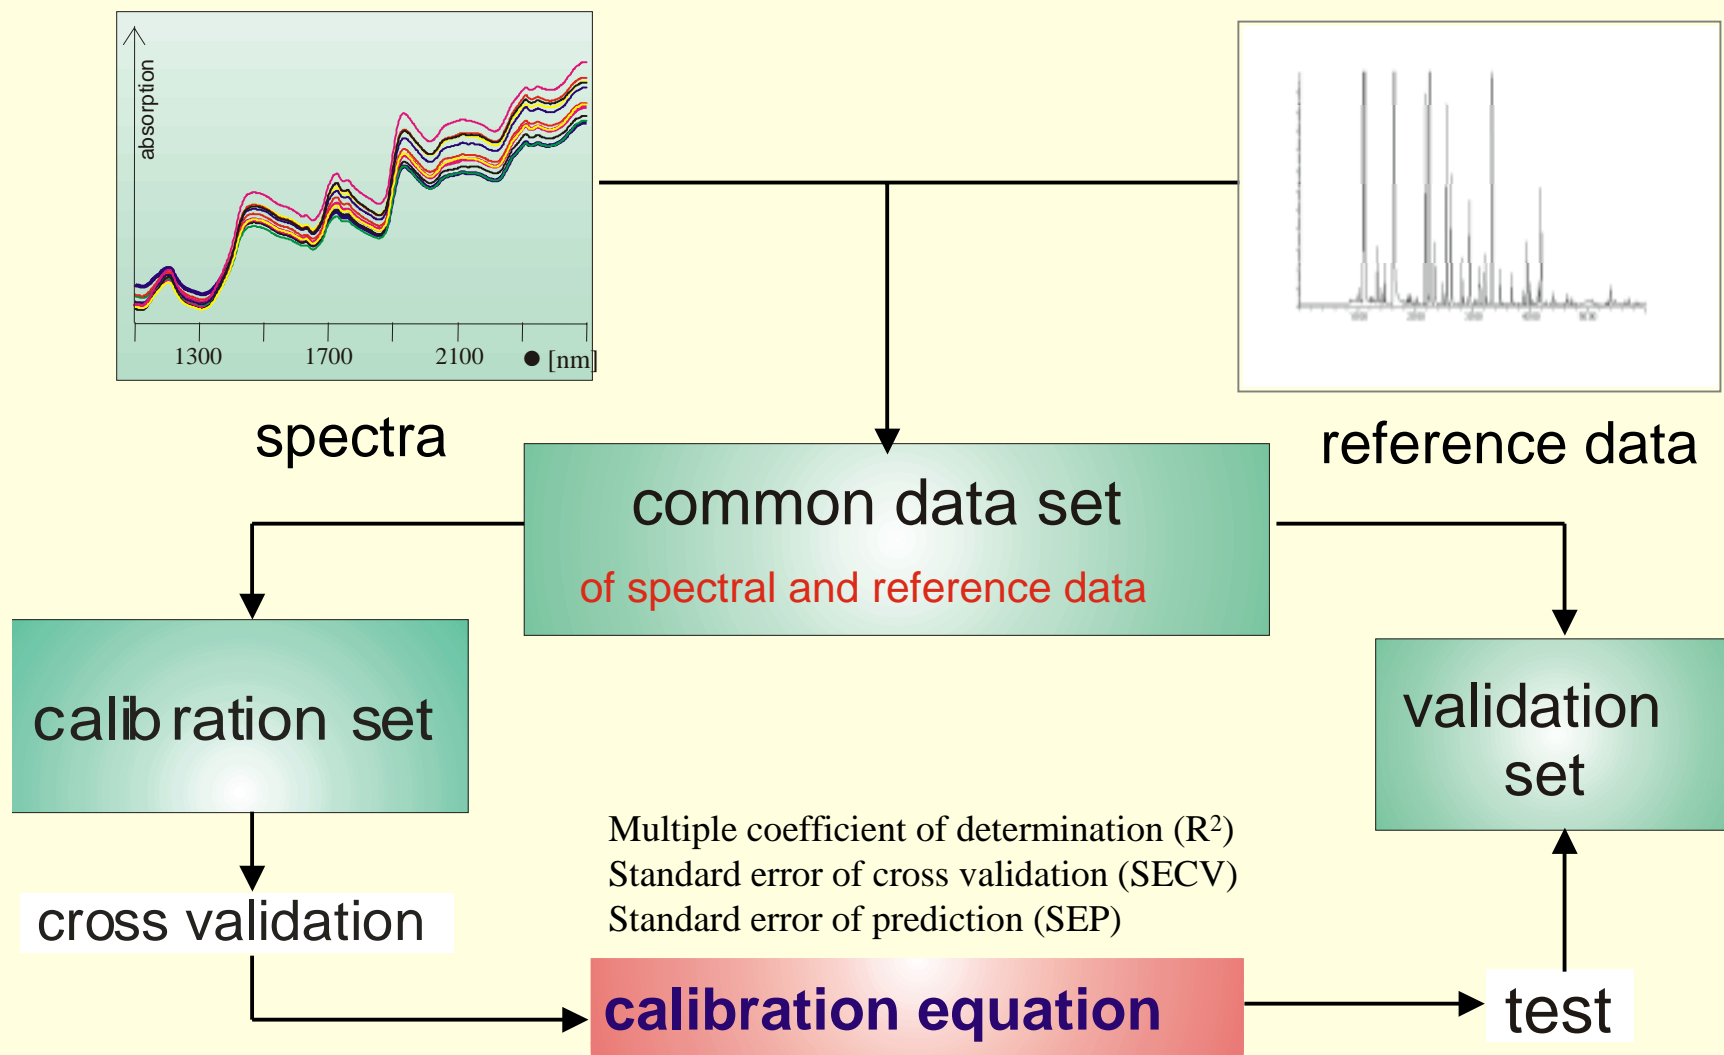 absorption
1300 1700 2100 ● [nm]
spectra
reference data
common data set
of spectral and reference data
calibration set
validation
set
Multiple coefficient of determination (R²)
Standard error of cross validation (SECV)
Standard error of prediction (SEP)
cross validation
calibration equation
test